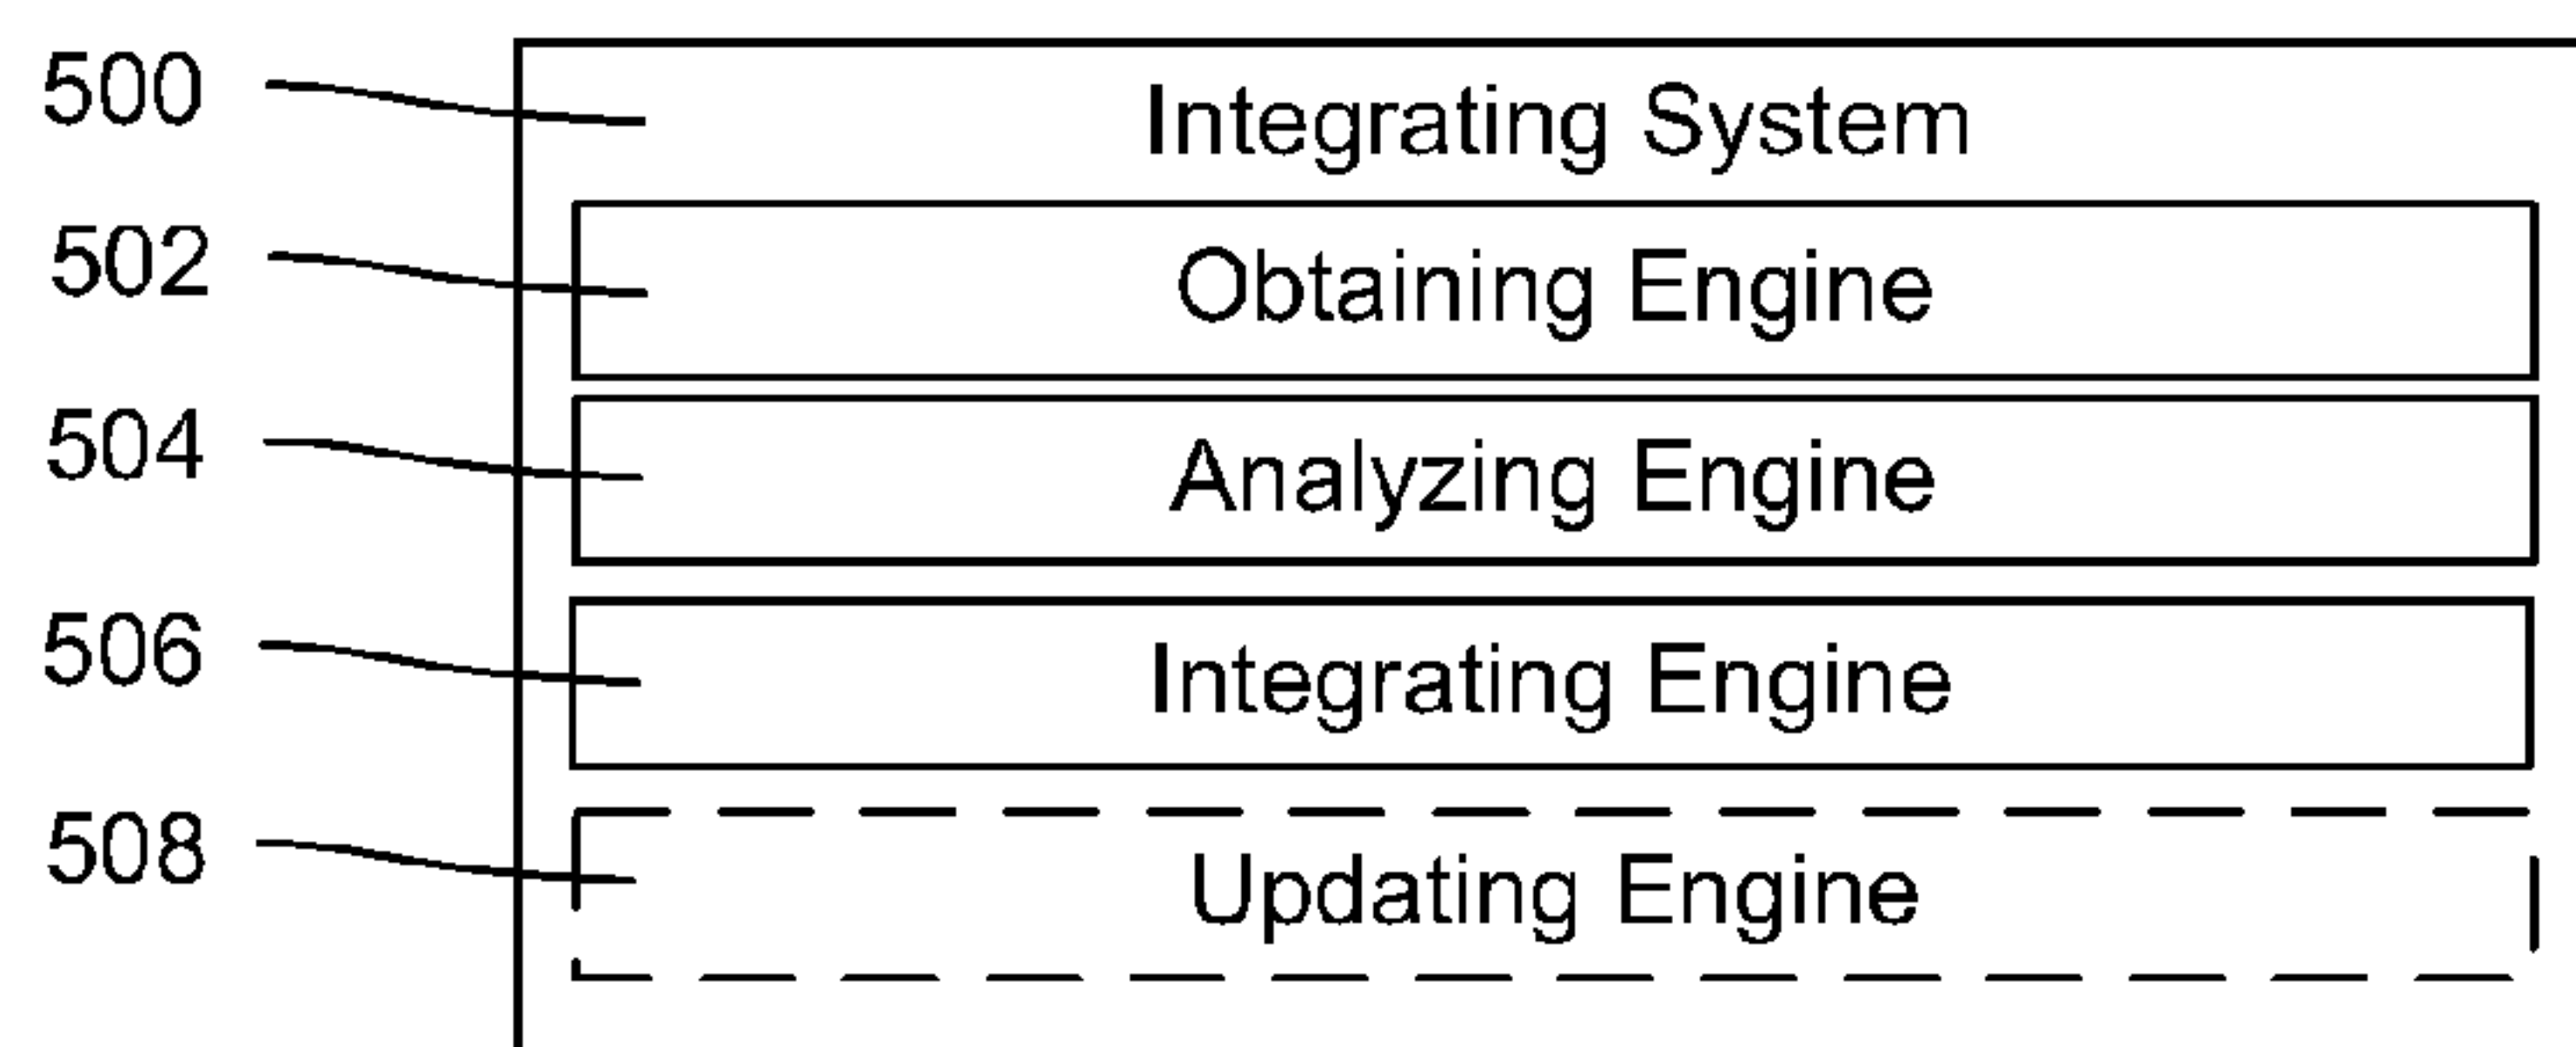 500 Integrating System
502 Obtaining Engine
504 Analyzing Engine
506 Integrating Engine
508 Updating Engine